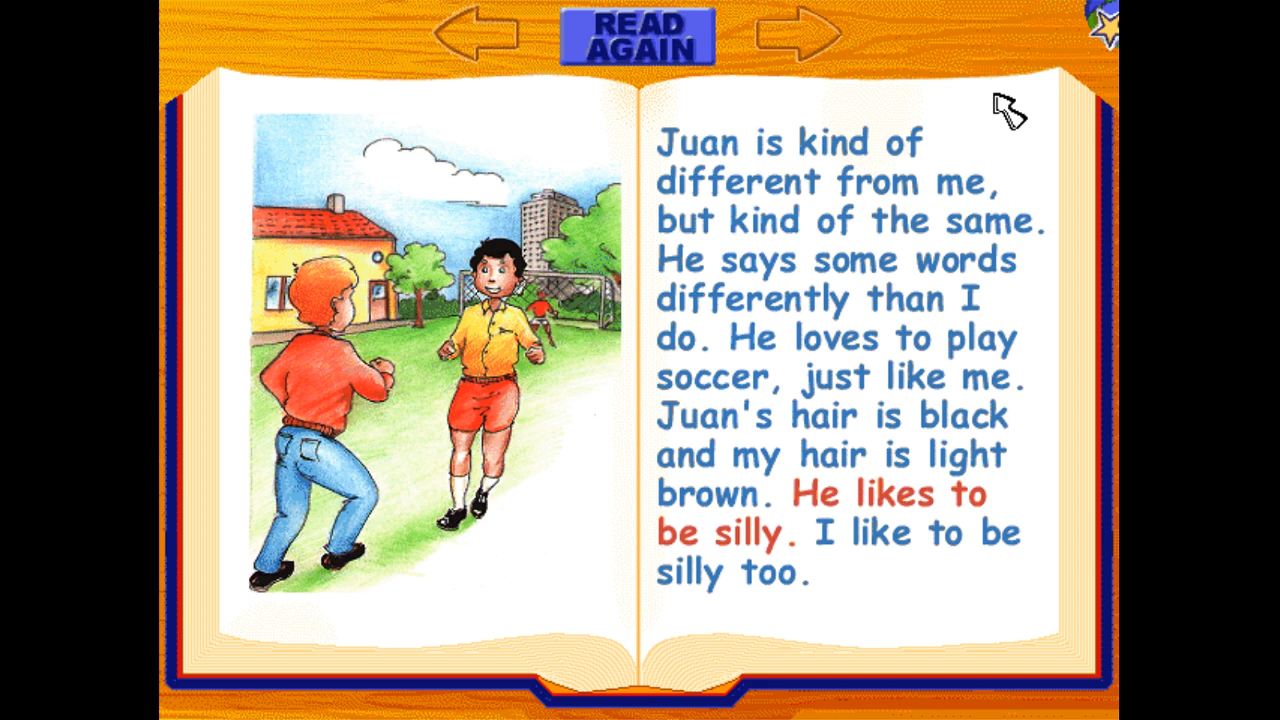 READ
AGAIN
Juan is kind of
different from me,
but kind of the same.
He says some words
differently than I
do. He loves to play
soccer, just like me.
Juan's hair is black
and my hair is light
brown. He likes to
be silly. I like to be
silly too.